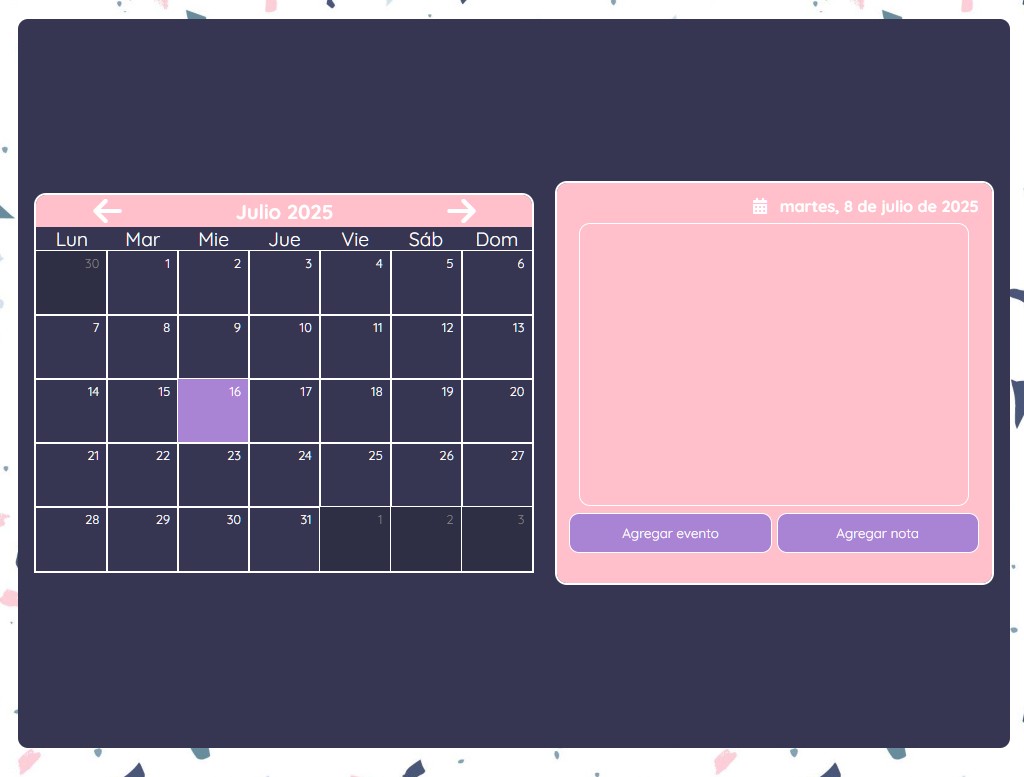 Julio 2025
Lun Mar Mie Jue Vie Sáb Dom
30 1 2 3 4 5 6
7 8 9 10 11 12 13
14 15 16 17 18 19 20
21 22 23 24 25 26 27
28 29 30 31 1 2 3
martes, 8 de julio de 2025
Agregar evento Agregar nota